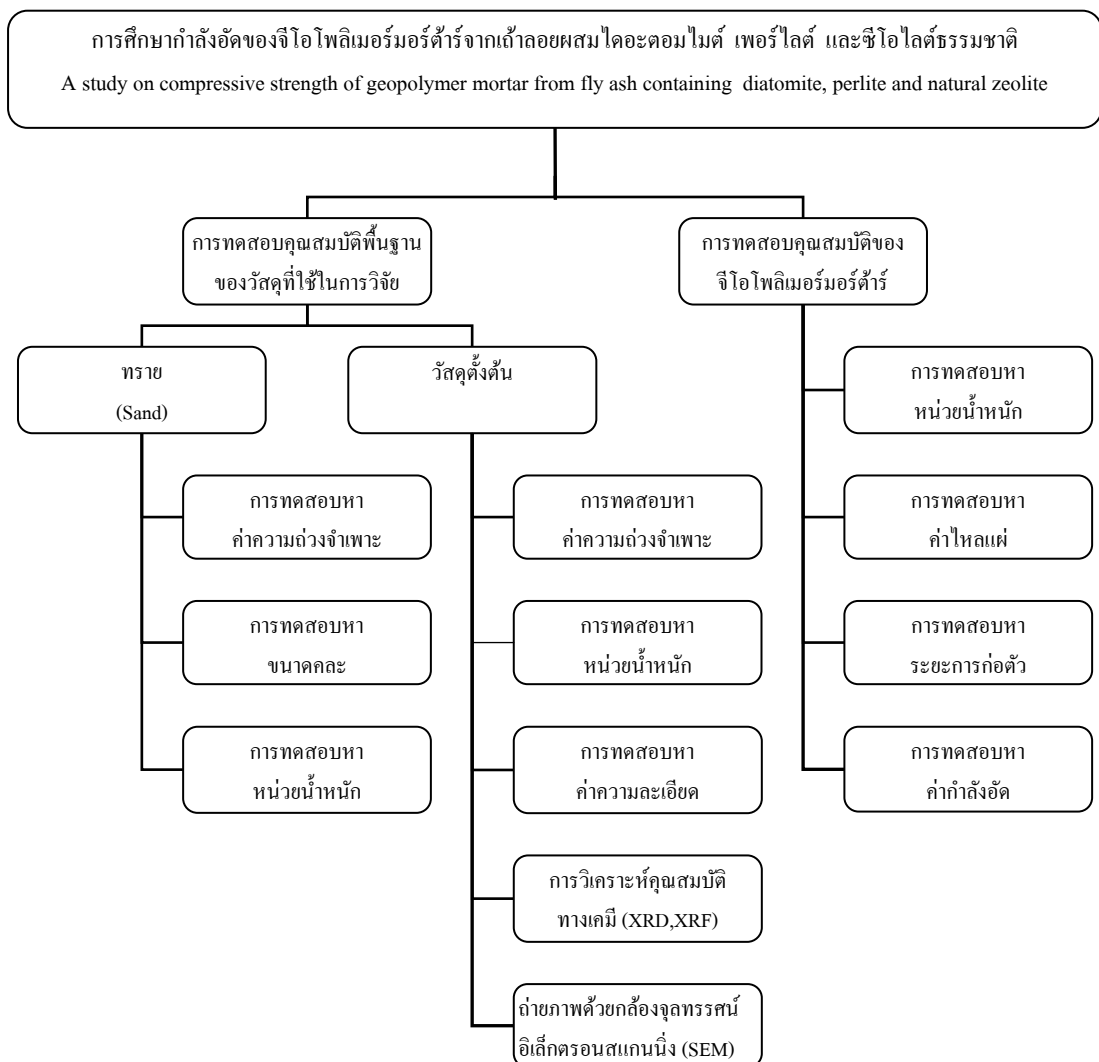 การศึกษากำลังอัดของจีโอโพลิเมอร์มอร์ต้าร์จากเถ้าลอยผสมไดอะตอมไมต์ เพอร์ไลต์ และซีโอไลต์ธรรมชาติ
A study on compressive strength of geopolymer mortar from fly ash containing diatomite, perlite and natural zeolite
การทดสอบคุณสมบัติพื้นฐาน
ของวัสดุที่ใช้ในการวิจัย
การทดสอบคุณสมบัติของ
จีโอโพลิเมอร์มอร์ต้าร์
ทราย
(Sand)
วัสดุตั้งต้น
การทดสอบหา
หน่วยน้ำหนัก
การทดสอบหา
ค่าความถ่วงจำเพาะ
การทดสอบหา
ค่าความถ่วงจำเพาะ
การทดสอบหา
ค่าไหลแผ่
การทดสอบหา
ขนาดคละ
การทดสอบหา
หน่วยน้ำหนัก
การทดสอบหา
ระยะการก่อตัว
การทดสอบหา
หน่วยน้ำหนัก
การทดสอบหา
ค่าความละเอียด
การทดสอบหา
ค่ากำลังอัด
การวิเคราะห์คุณสมบัติ
ทางเคมี (XRD,XRF)
ถ่ายภาพด้วยกล้องจุลทรรศน์
อิเล็กตรอนสแกนนิ่ง (SEM)